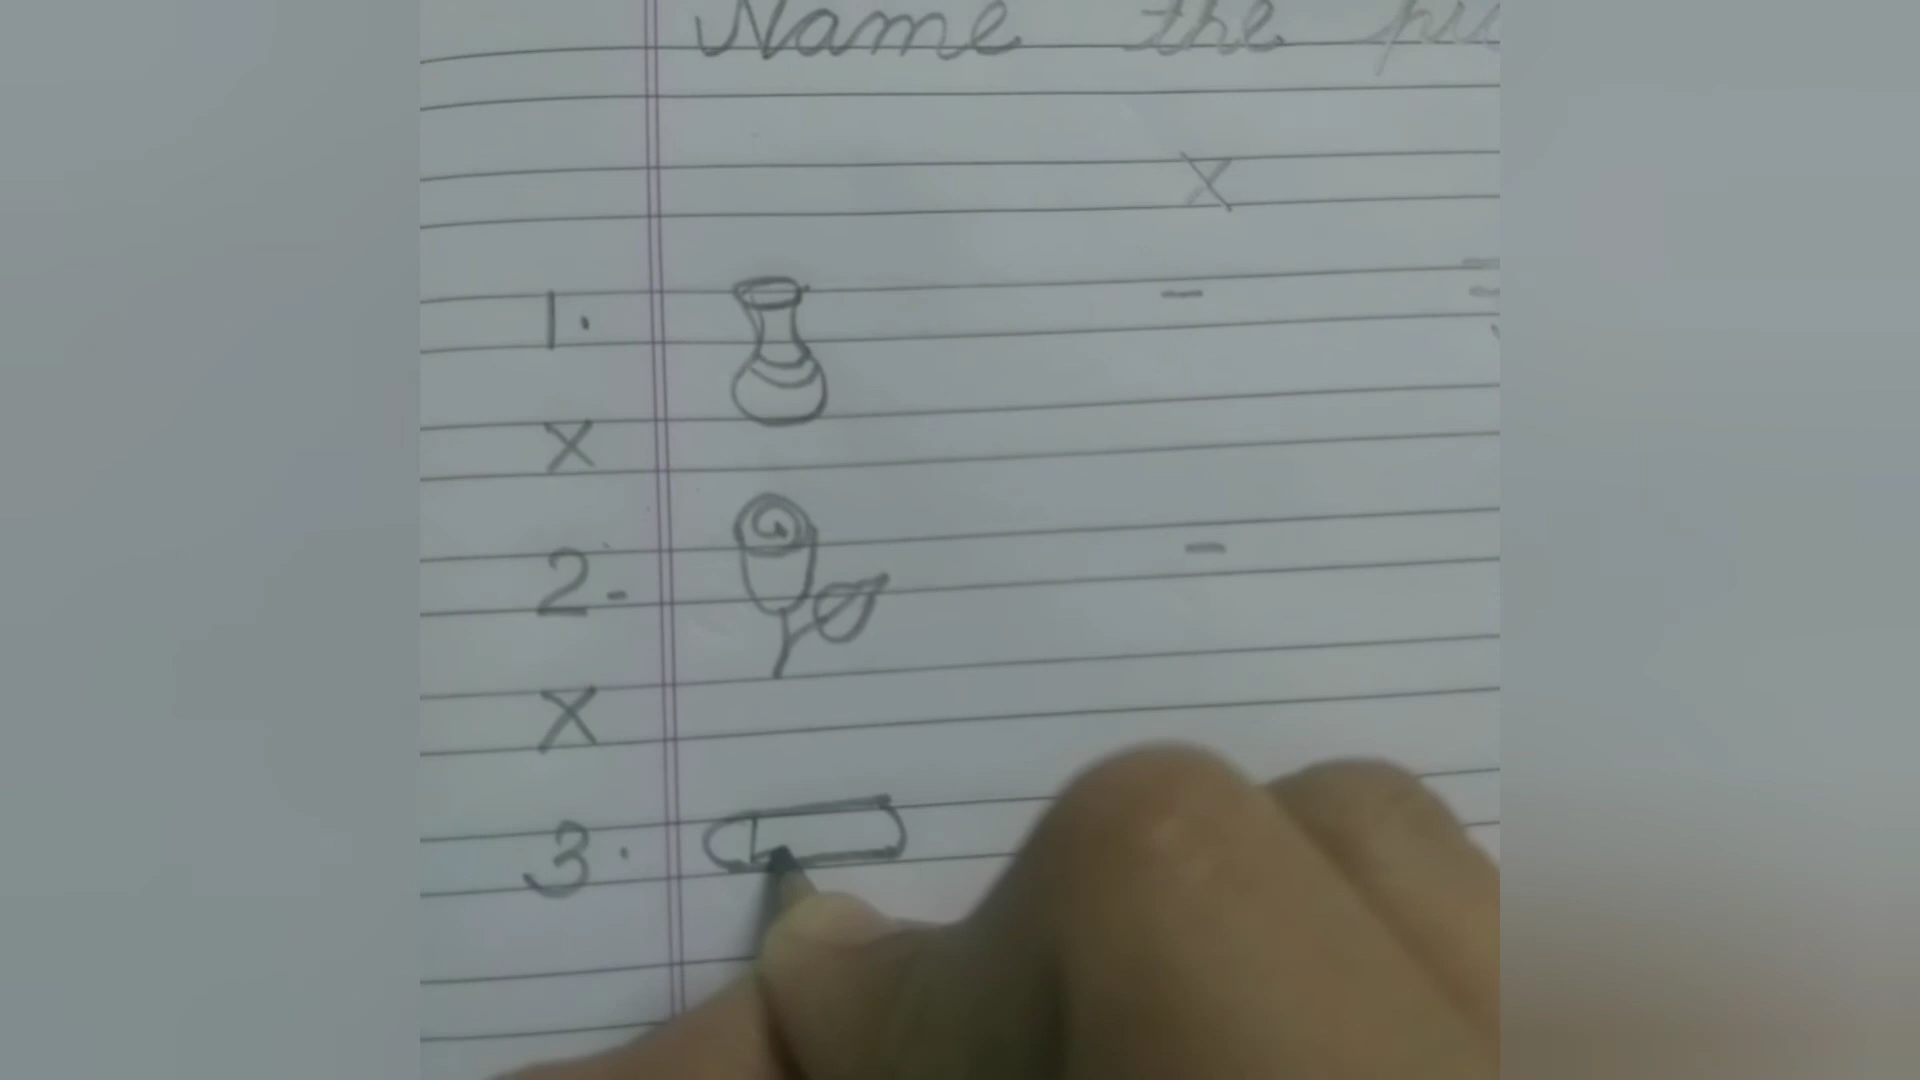 Name the
X
1. -
X
2- -
X
3.